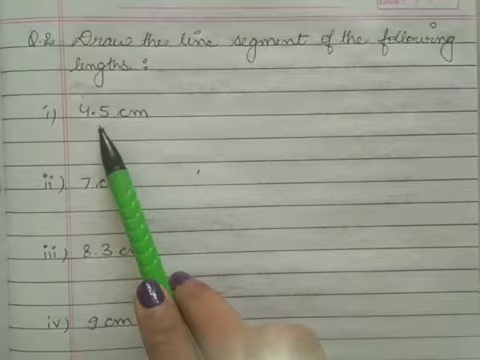 Q.2 Draw the line segment of the following
lengths :
i) 4.5 cm
ii) 7 c
iii) 8.3 cm
iv) 9 cm